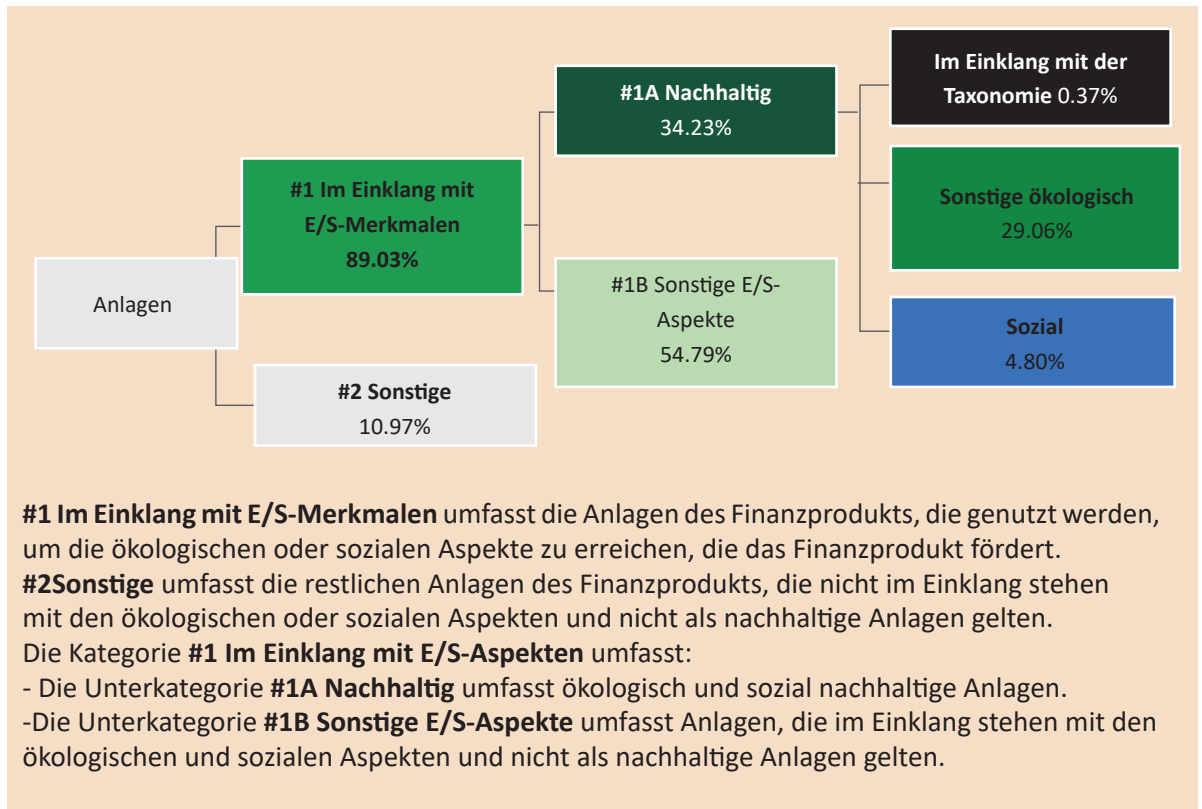 Anlagen
#1 Im Einklang mit
E/S-Merkmalen
89.03%
#2 Sonstige
10.97%
#1A Nachhaltig
34.23%
#1B Sonstige E/S-
Aspekte
54.79%
Im Einklang mit der
Taxonomie 0.37%
Sonstige ökologisch
29.06%
Sozial
4.80%
#1 Im Einklang mit E/S-Merkmalen umfasst die Anlagen des Finanzprodukts, die genutzt werden,
um die ökologischen oder sozialen Aspekte zu erreichen, die das Finanzprodukt fördert.
#2Sonstige umfasst die restlichen Anlagen des Finanzprodukts, die nicht im Einklang stehen
mit den ökologischen oder sozialen Aspekten und nicht als nachhaltige Anlagen gelten.
Die Kategorie #1 Im Einklang mit E/S-Aspekten umfasst:
- Die Unterkategorie #1A Nachhaltig umfasst ökologisch und sozial nachhaltige Anlagen.
-Die Unterkategorie #1B Sonstige E/S-Aspekte umfasst Anlagen, die im Einklang stehen mit den
ökologischen und sozialen Aspekten und nicht als nachhaltige Anlagen gelten.